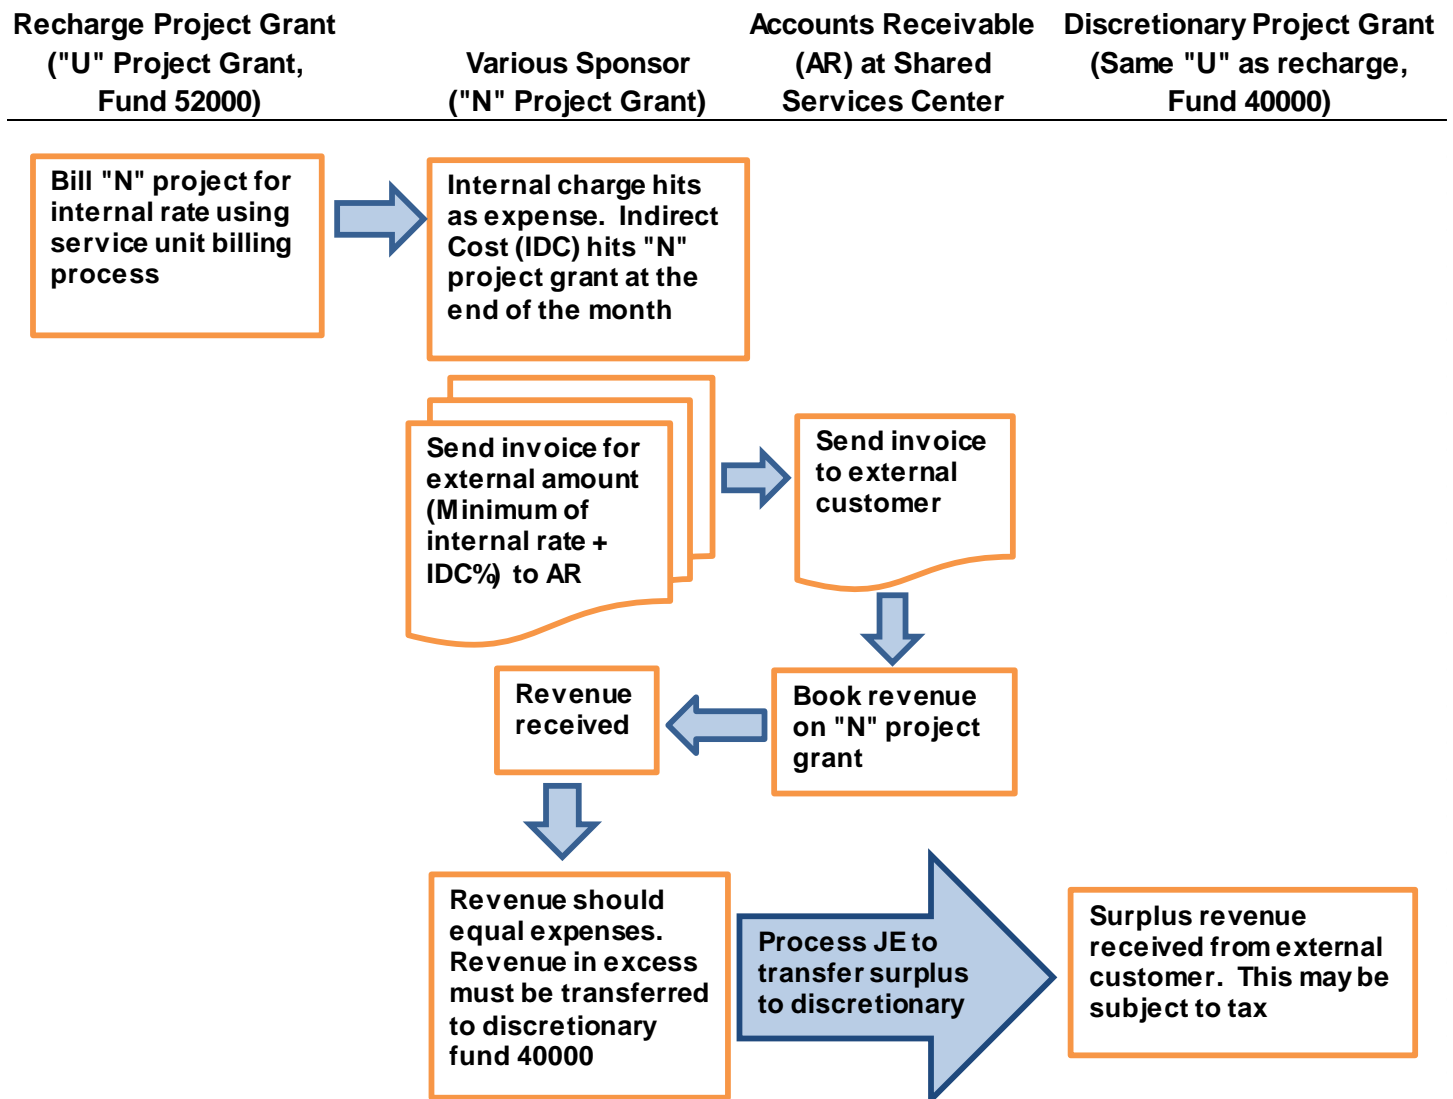 Recharge Project Grant
("U" Project Grant,
Fund 52000)
Various Sponsor
("N" Project Grant)
Accounts Receivable
(AR) at Shared
Services Center
Discretionary Project Grant
(Same "U" as recharge,
Fund 40000)
Bill "N" project for
internal rate using
service unit billing
process
Internal charge hits
as expense. Indirect
Cost (IDC) hits "N"
project grant at the
end of the month
Send invoice for
external amount
(Minimum of
internal rate +
IDC%) to AR
Send invoice
to external
customer
Book revenue
on "N" project
grant
Revenue
received
Revenue should
equal expenses.
Revenue in excess
must be transferred
to discretionary
fund 40000
Process JE to
transfer surplus
to discretionary
Surplus revenue
received from external
customer. This may be
subject to tax